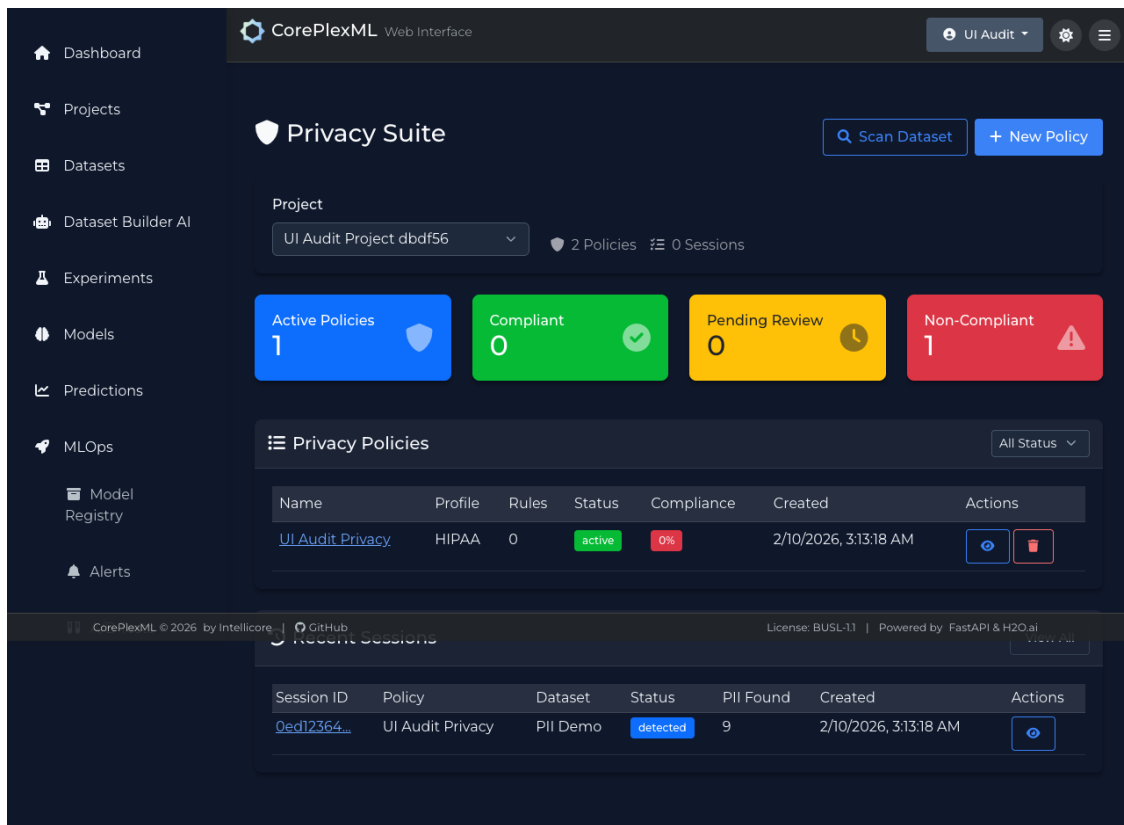 CorePlexML Web Interface
UI Audit
Dashboard
Projects
Datasets
Dataset Builder AI
Experiments
Models
Predictions
MLOps
Model
Registry
Alerts
Privacy Suite
Scan Dataset
+ New Policy
Project
UI Audit Project dbdf56
2 Policies
0 Sessions
Active Policies
1
Compliant
0
Pending Review
0
Non-Compliant
1
Privacy Policies
All Status
Name Profile Rules Status Compliance Created Actions
UI Audit Privacy HIPAA 0 active 0% 2/10/2026, 3:13:18 AM
CorePlexML © 2026 by Intellicore | GitHub
License: BUSL-1.1 | Powered by FastAPI & H2O.ai
Recent Sessions
View All
Session ID Policy Dataset Status PII Found Created Actions
0ed12364... UI Audit Privacy PII Demo detected 9 2/10/2026, 3:13:18 AM